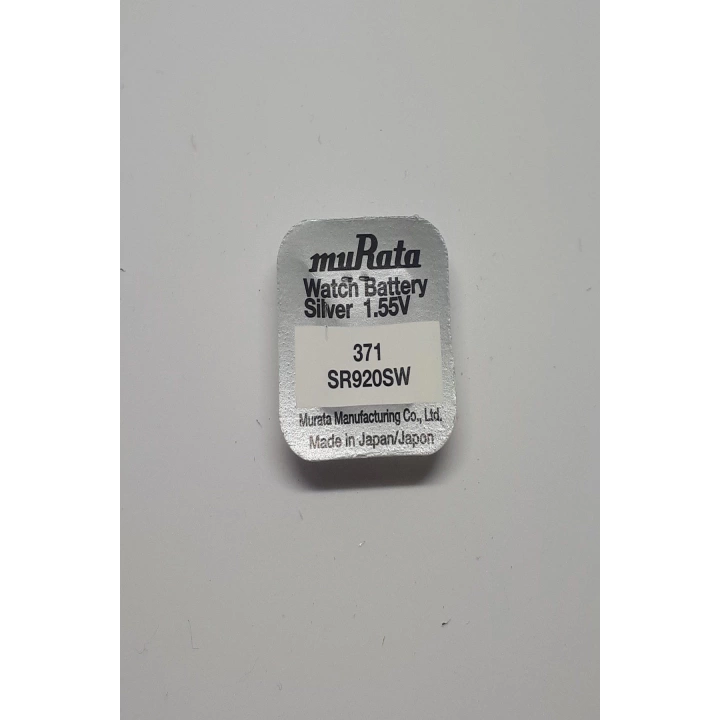 muRata
Watch Battery
Silver 1.55V
371
SR920SW
Murata Manufacturing Co., Ltd.
Made in Japan/Japon